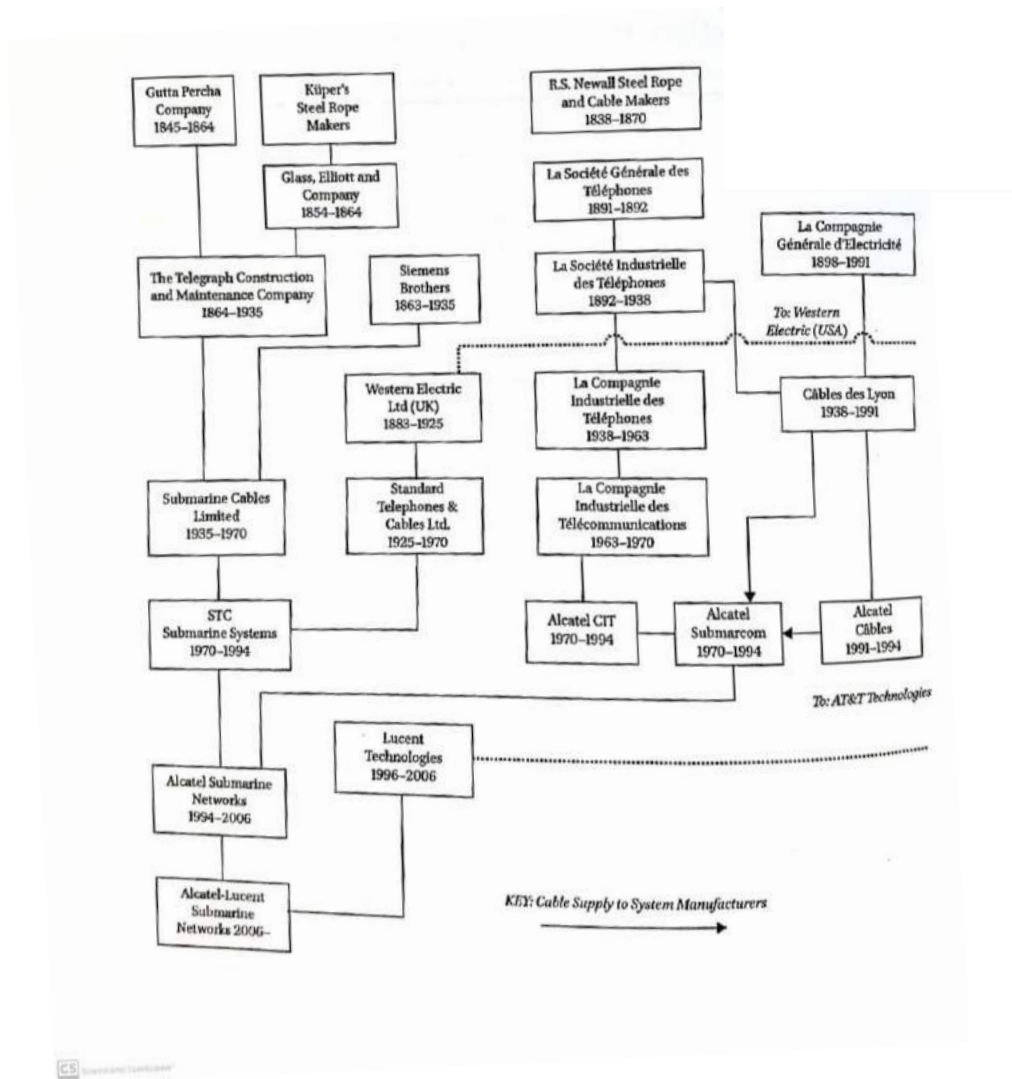 Gutta Percha
Company
1845–1864
Küper's
Steel Rope
Makers
R.S. Newall Steel Rope
and Cable Makers
1838–1870
Glass, Elliott and
Company
1854–1864
La Société Générale des
Téléphones
1891–1892
La Compagnie
Générale d'Electricité
1898–1991
The Telegraph Construction
and Maintenance Company
1864–1935
Siemens
Brothers
1863–1935
La Société Industrielle
des Téléphones
1892–1938
To: Western
Electric (USA)
Western Electric
Ltd (UK)
1883–1925
La Compagnie
Industrielle des
Téléphones
1938–1963
Câbles des Lyon
1938–1991
Submarine Cables
Limited
1935–1970
Standard
Telephones &
Cables Ltd.
1925–1970
La Compagnie
Industrielle des
Télécommunications
1963–1970
STC
Submarine Systems
1970–1994
Alcatel CIT
1970–1994
Alcatel
Submarcom
1970–1994
Alcatel
Câbles
1991–1994
To: AT&T Technologies
Lucent
Technologies
1996–2006
Alcatel Submarine
Networks
1994–2006
Alcatel-Lucent
Submarine
Networks 2006–
KEY: Cable Supply to System Manufacturers
CS